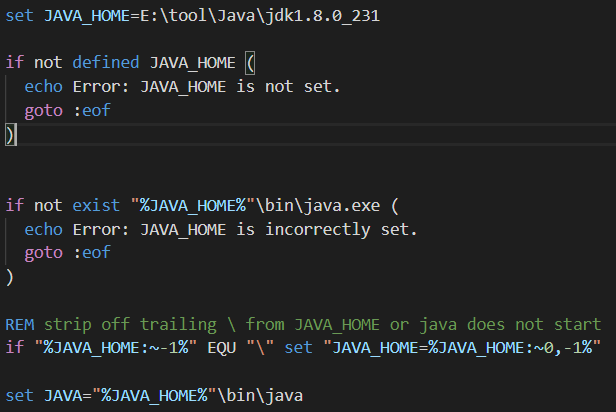 set JAVA_HOME=E:\tool\Java\jdk1.8.0_231
if not defined JAVA_HOME (
echo Error: JAVA_HOME is not set.
goto :eof
)
if not exist "%JAVA_HOME%"\bin\java.exe (
echo Error: JAVA_HOME is incorrectly set.
goto :eof
)
REM strip off trailing \ from JAVA_HOME or java does not start
if "%JAVA_HOME:~-1%" EQU "\" set "JAVA_HOME=%JAVA_HOME:~0,-1%"
set JAVA="%JAVA_HOME%"\bin\java